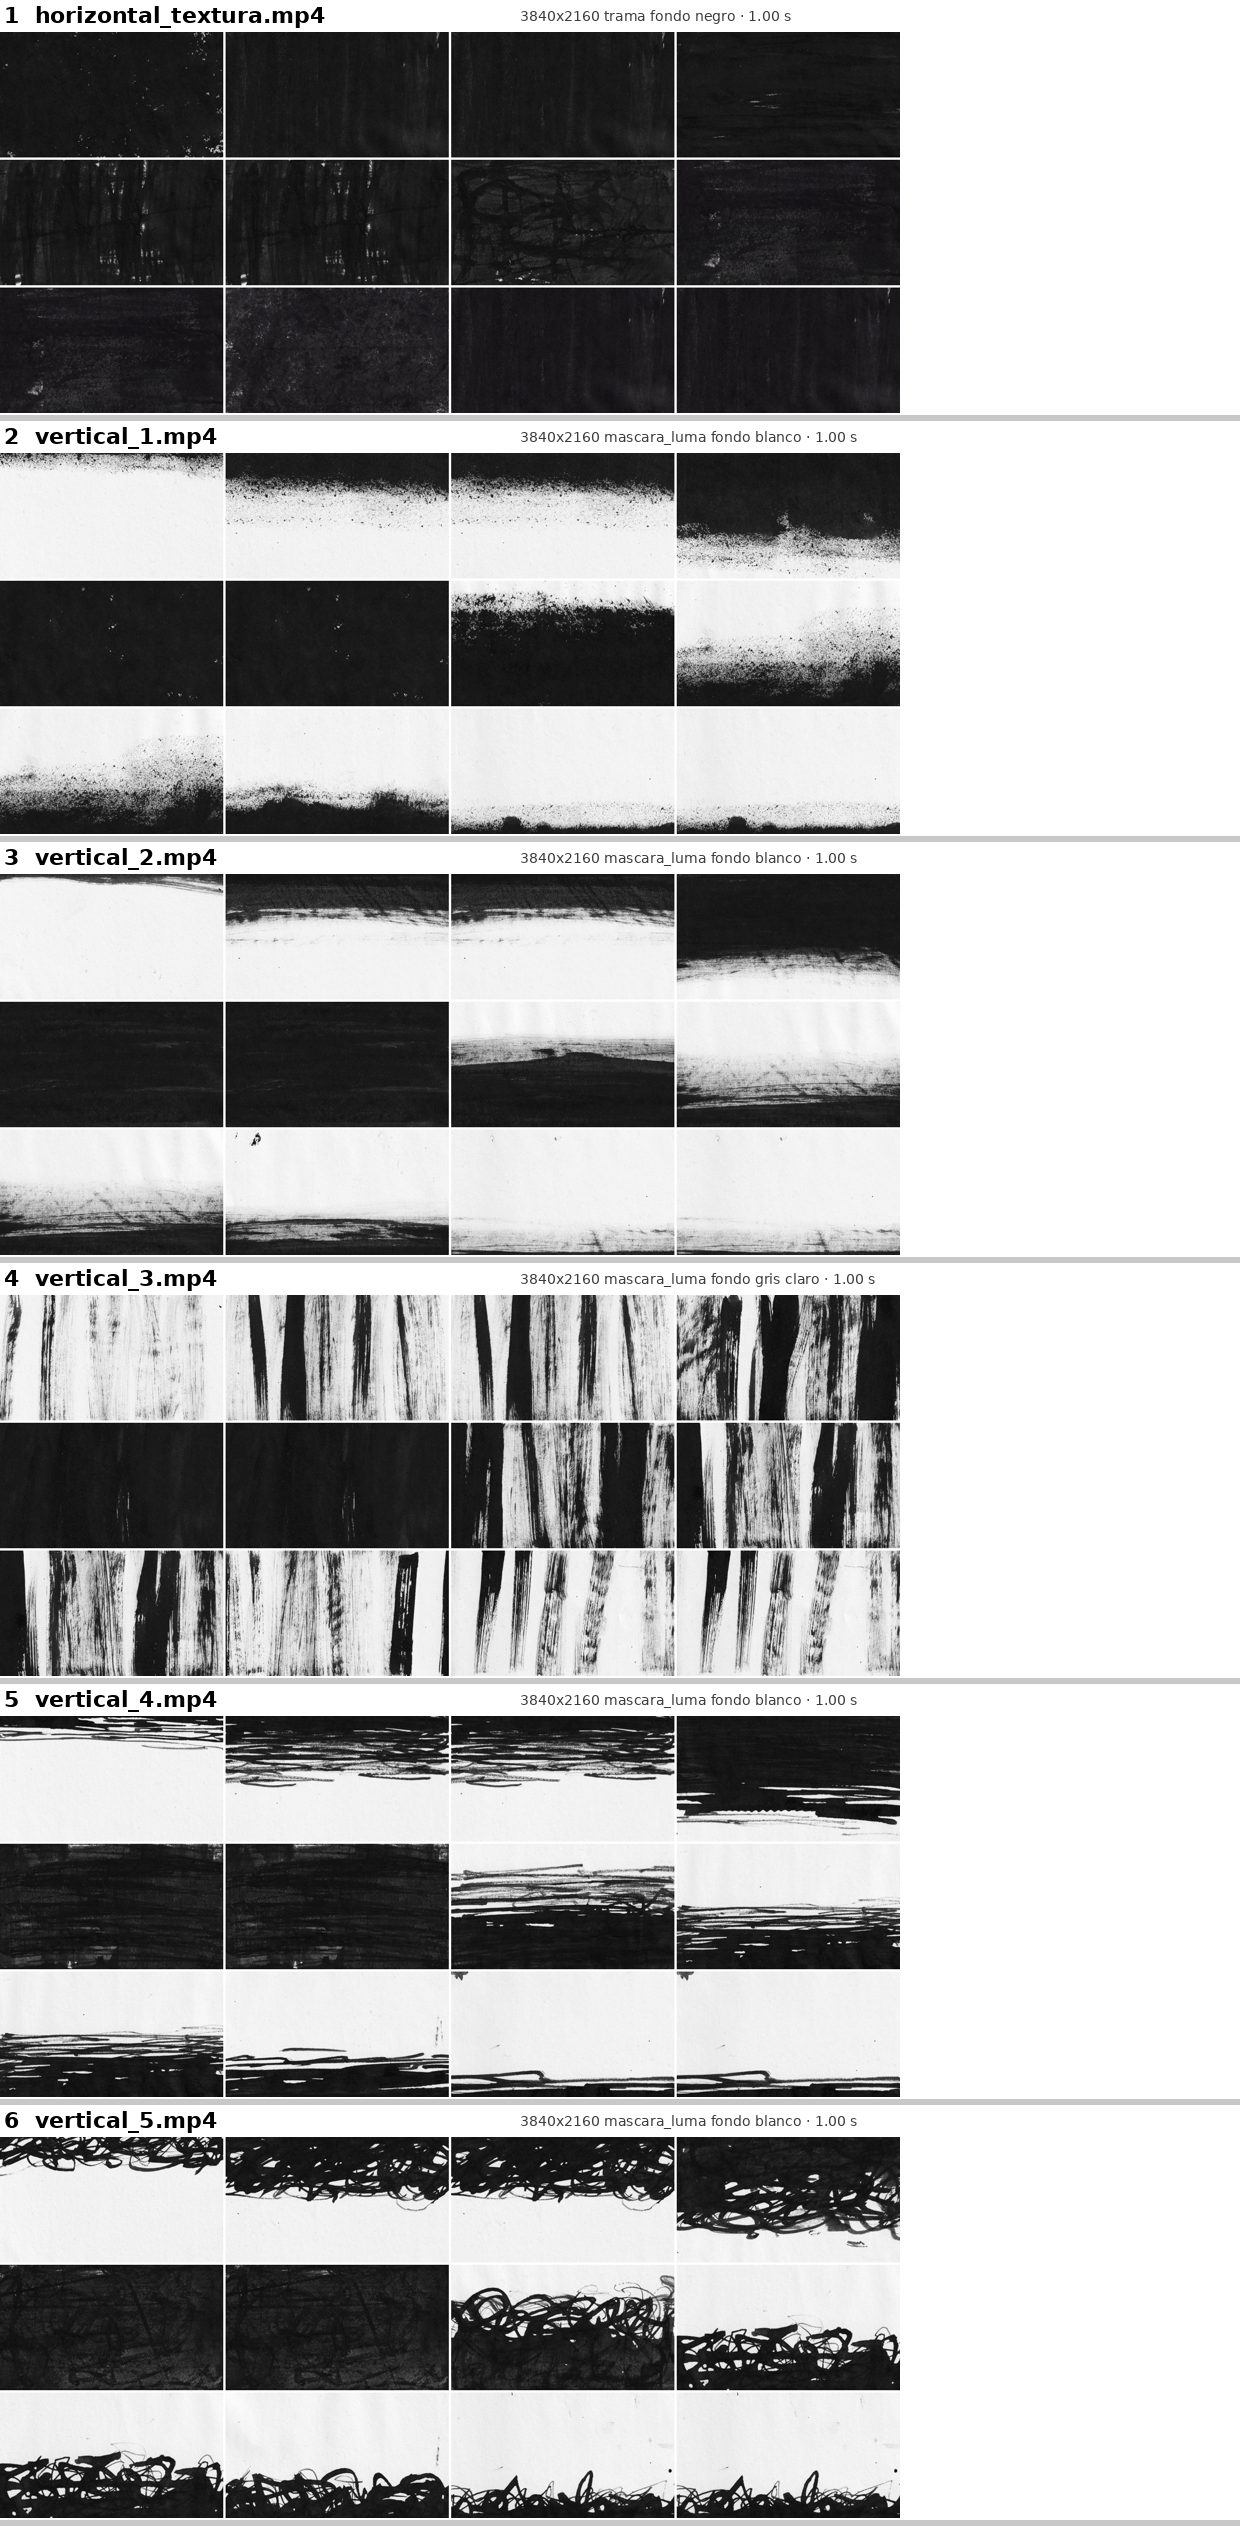 1 horizontal_textura.mp4 3840x2160 trama fondo negro · 1.00 s
2 vertical_1.mp4 3840x2160 mascara_luma fondo blanco · 1.00 s
3 vertical_2.mp4 3840x2160 mascara_luma fondo blanco · 1.00 s
4 vertical_3.mp4 3840x2160 mascara_luma fondo gris claro · 1.00 s
5 vertical_4.mp4 3840x2160 mascara_luma fondo blanco · 1.00 s
6 vertical_5.mp4 3840x2160 mascara_luma fondo blanco · 1.00 s